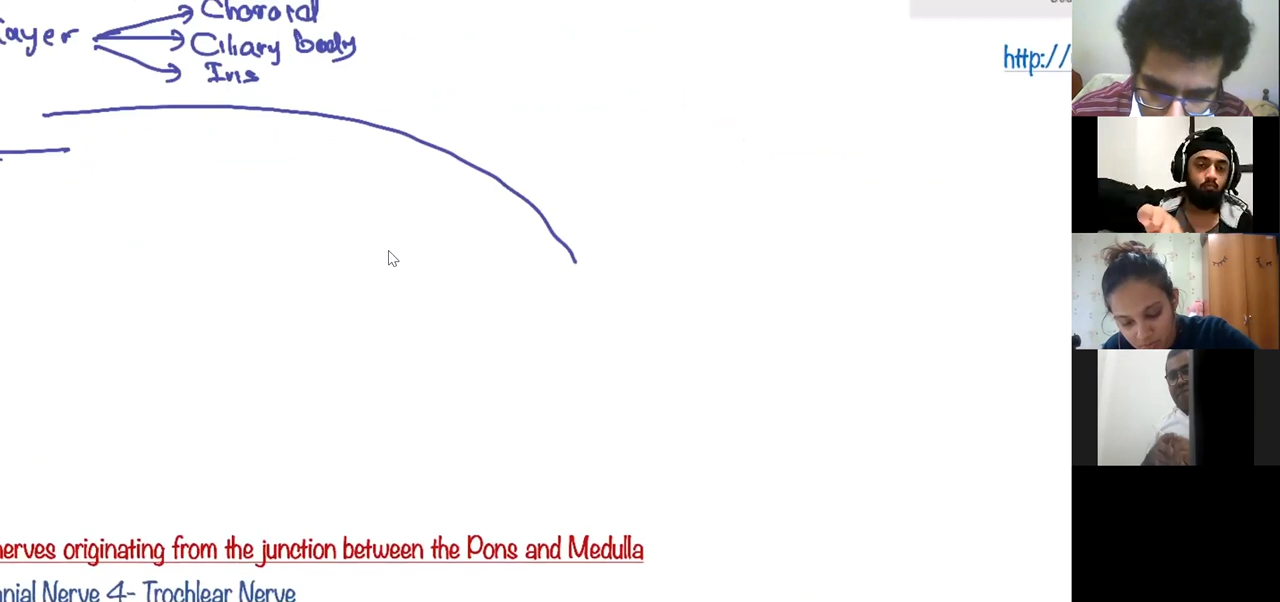 Layer
Choroid
Ciliary Body
Iris
http://
nerves originating from the junction between the Pons and Medulla
anial Nerve 4- Trochlear Nerve